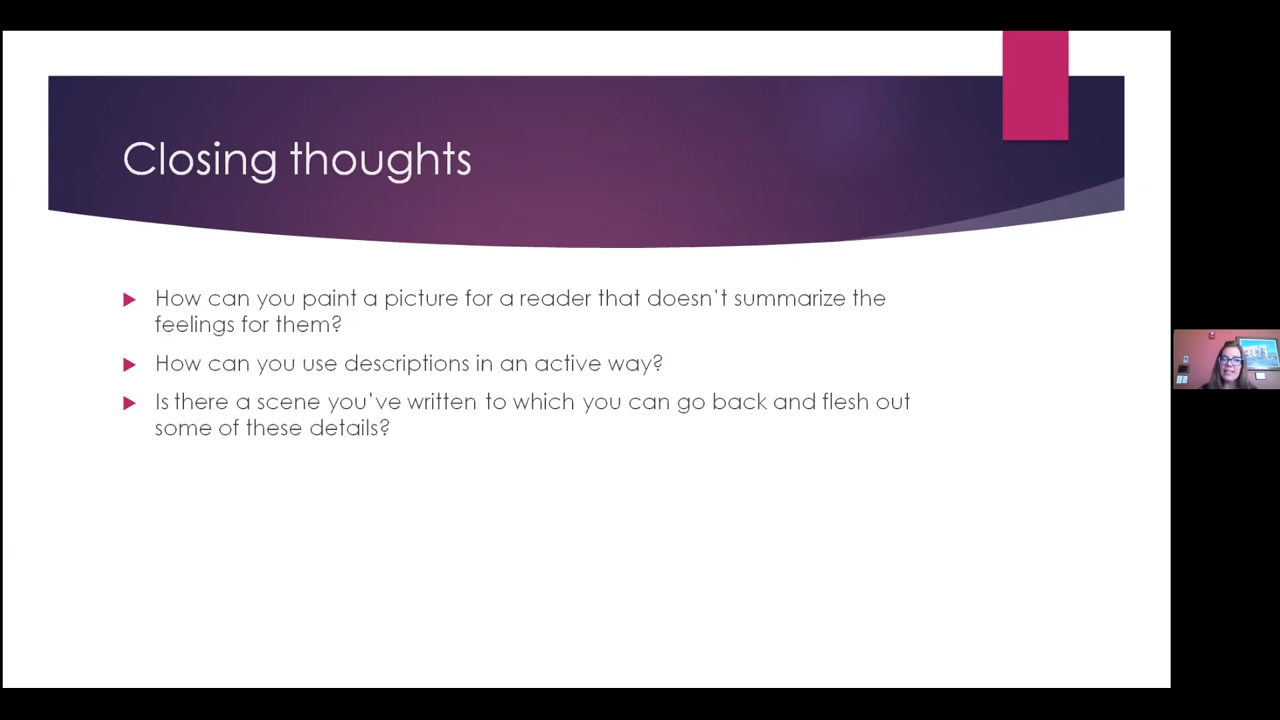 Closing thoughts
How can you paint a picture for a reader that doesn't summarize the
feelings for them?
How can you use descriptions in an active way?
Is there a scene you've written to which you can go back and flesh out
some of these details?